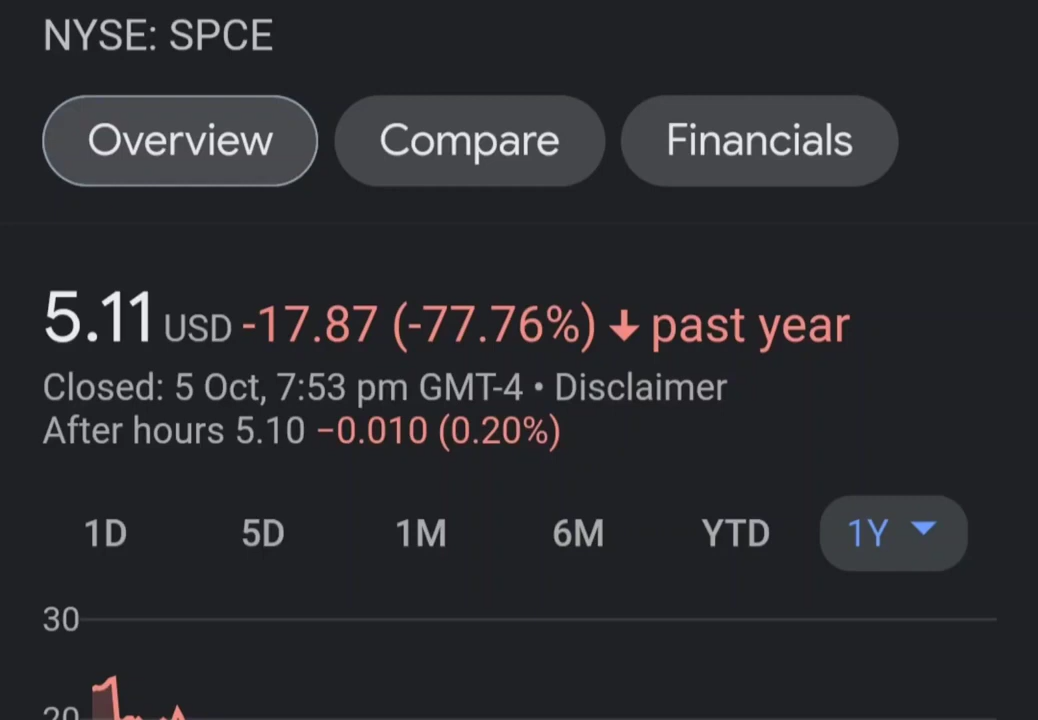 NYSE: SPCE
Overview Compare Financials
5.11 USD -17.87 (-77.76%) ↓ past year
Closed: 5 Oct, 7:53 pm GMT-4 • Disclaimer
After hours 5.10 −0.010 (0.20%)
1D 5D 1M 6M YTD 1Y
30
20